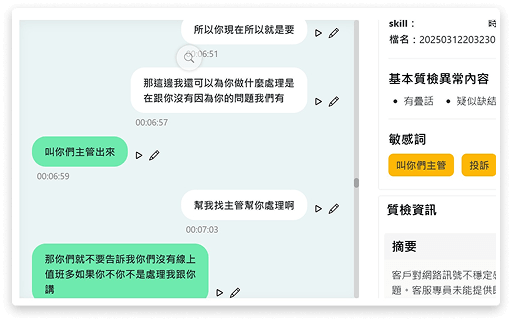 所以你現在所以就是要
00:06:51
那這邊我還可以為你做什麼處理是
在跟你沒有因為你的問題我們有
00:06:57
叫你們主管出來
00:06:59
幫我找主管幫你處理啊
00:07:03
那你們就不要告訴我你們沒有線上
值班多如果你不你不是處理我跟你
講
skill： 時
檔名：20250312203230
基本質檢異常內容
• 有疊話 • 疑似缺結
敏感詞
叫你們主管 投訴
質檢資訊
摘要
客戶對網路訊號不穩定
題。客服專員未能提供